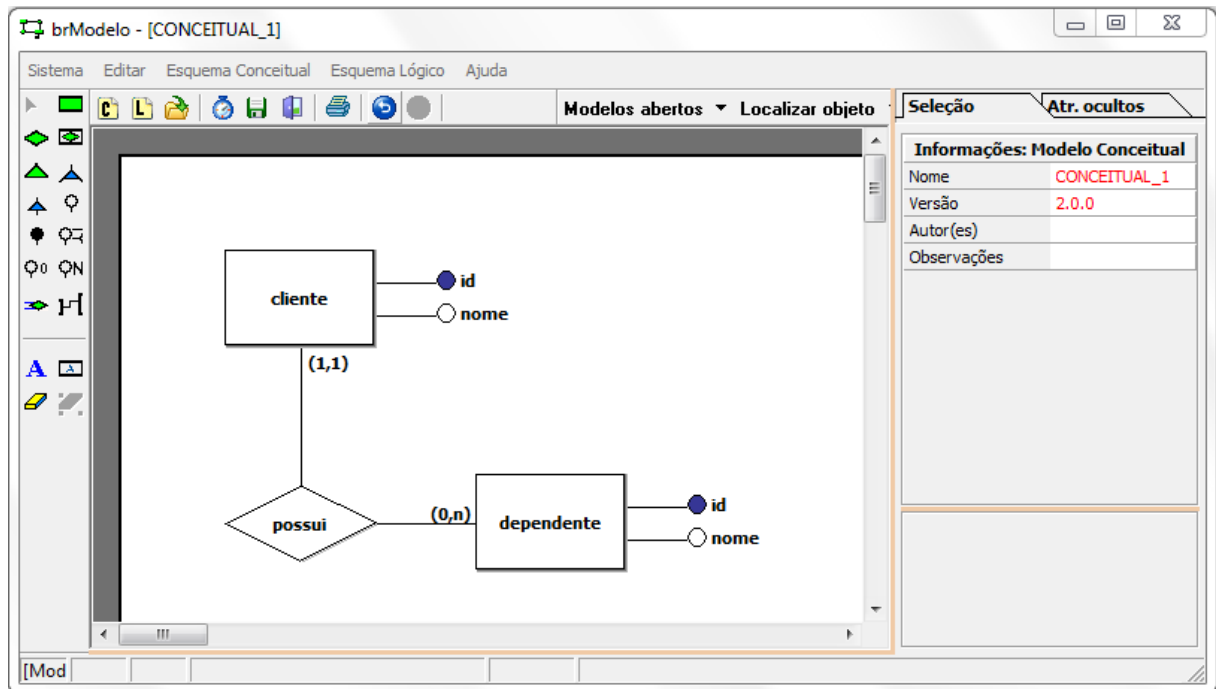 brModelo - [CONCEITUAL_1]
Sistema Editar Esquema Conceitual Esquema Lógico Ajuda
C L Modelos abertos Localizar objeto
Seleção Atr. ocultos
Informações: Modelo Conceitual
Nome CONCEITUAL_1
Versão 2.0.0
Autor(es)
Observações
0 N
A A
cliente
id
nome
(1,1)
possui
(0,n)
dependente
id
nome
[Mod